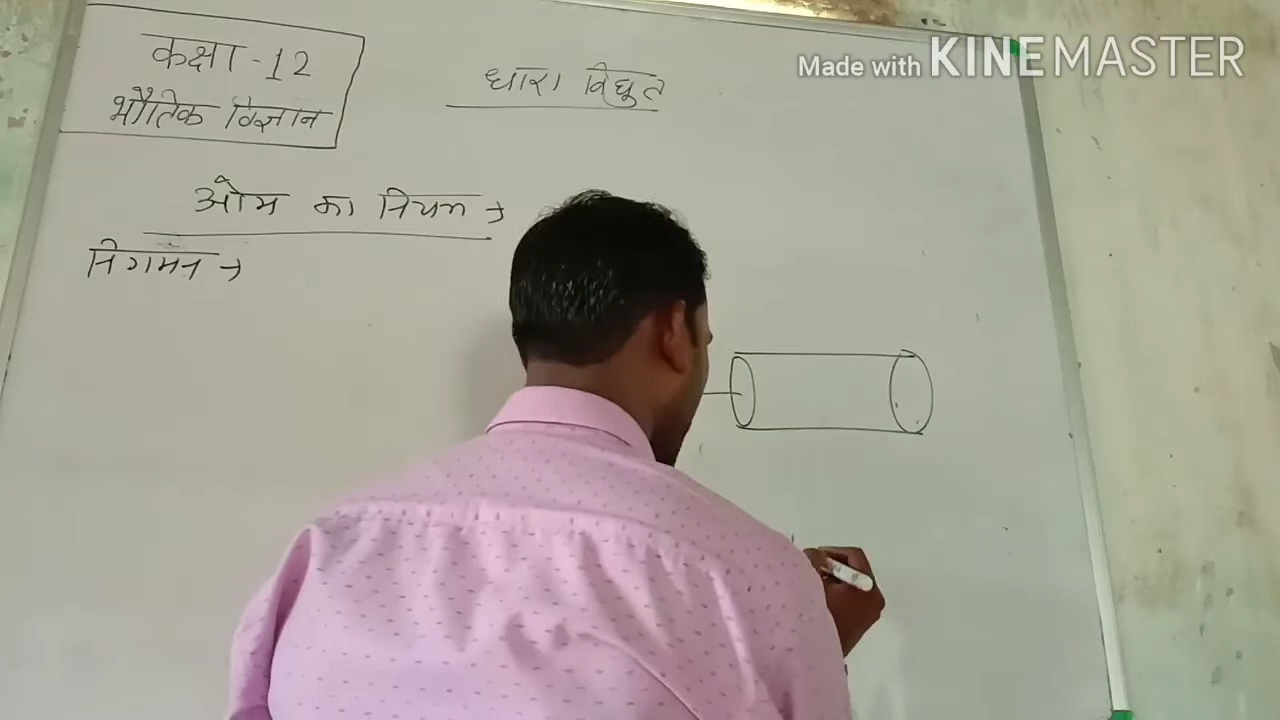 कक्षा - 12
भौतिक विज्ञान
धारा विघुत
Made with KINEMASTER
ओम का नियम →
निगमन →